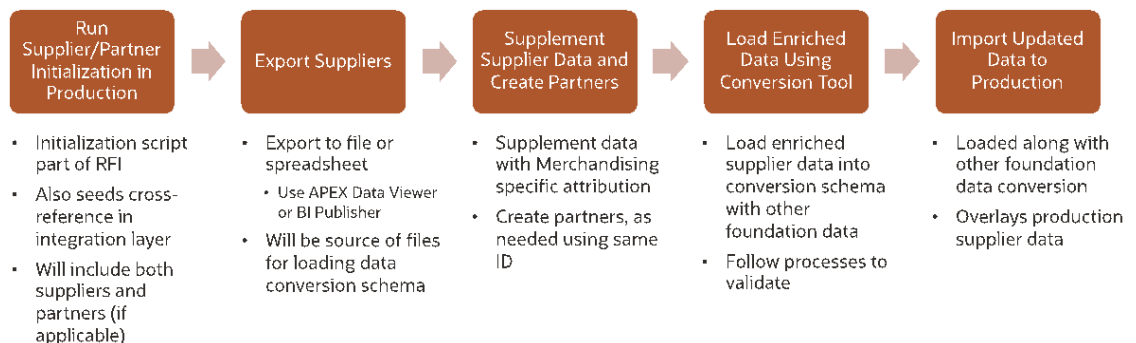 Run
Supplier/Partner
Initialization in
Production
Export Suppliers
Supplement
Supplier Data and
Create Partners
Load Enriched
Data Using
Conversion Tool
Import Updated
Data to
Production
• Initialization script
part of RFI
• Also seeds cross-
reference in
integration layer
• Will include both
suppliers and
partners (if
applicable)
• Export to file or
spreadsheet
• Use APEX Data Viewer
or BI Publisher
• Will be source of files
for loading data
conversion schema
• Supplement data
with Merchandising
specific attribution
• Create partners, as
needed using same
ID
• Load enriched
supplier data into
conversion schema
with other
foundation data
• Follow processes to
validate
• Loaded along with
other foundation
data conversion
• Overlays production
supplier data